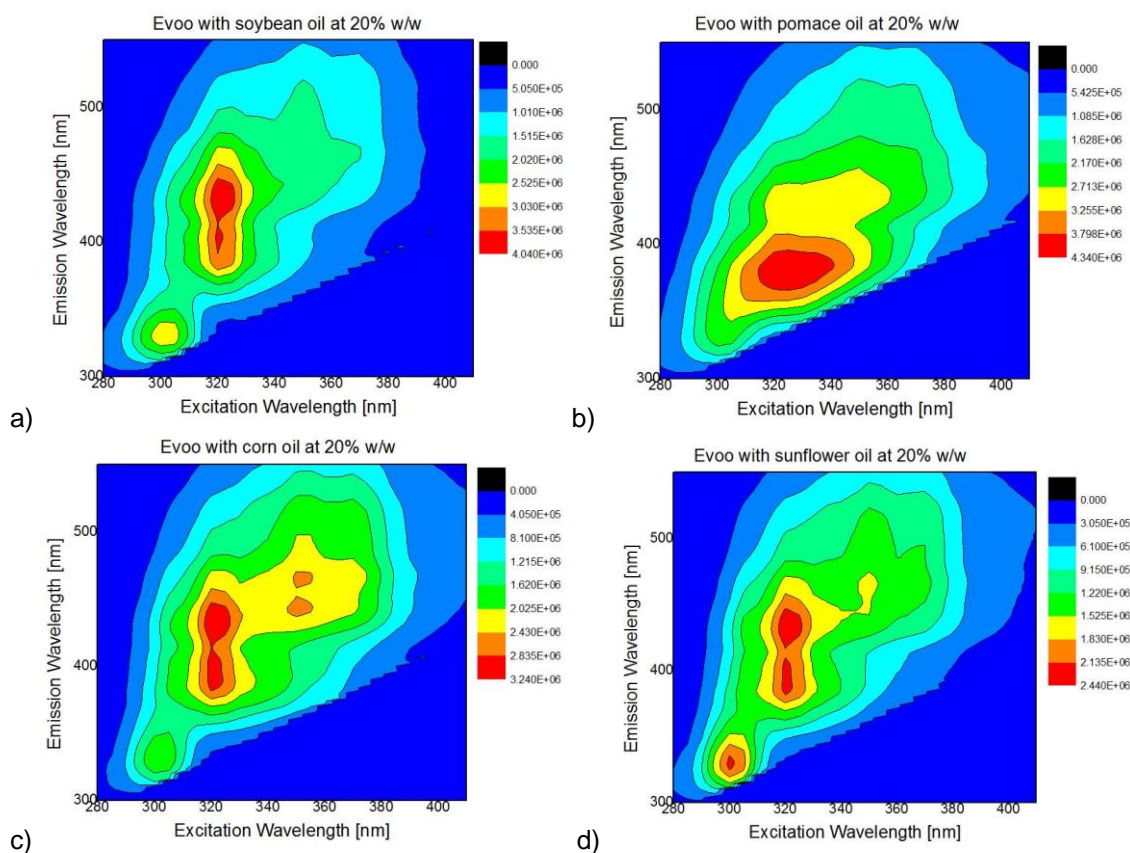 Evoo with soybean oil at 20% w/w
Emission Wavelength [nm]
500
400
300
280 300 320 340 360 380 400
Excitation Wavelength [nm]
0.000
5.050E+05
1.010E+06
1.515E+06
2.020E+06
2.525E+06
3.030E+06
3.535E+06
4.040E+06
a)
Evoo with pomace oil at 20% w/w
Emission Wavelength [nm]
500
400
300
280 300 320 340 360 380 400
Excitation Wavelength [nm]
0.000
5.425E+05
1.085E+06
1.628E+06
2.170E+06
2.713E+06
3.255E+06
3.798E+06
4.340E+06
b)
Evoo with corn oil at 20% w/w
Emission Wavelength [nm]
500
400
300
280 300 320 340 360 380 400
Excitation Wavelength [nm]
0.000
4.050E+05
8.100E+05
1.215E+06
1.620E+06
2.025E+06
2.430E+06
2.835E+06
3.240E+06
c)
Evoo with sunflower oil at 20% w/w
Emission Wavelength [nm]
500
400
300
280 300 320 340 360 380 400
Excitation Wavelength [nm]
0.000
3.050E+05
6.100E+05
9.150E+05
1.220E+06
1.525E+06
1.830E+06
2.135E+06
2.440E+06
d)